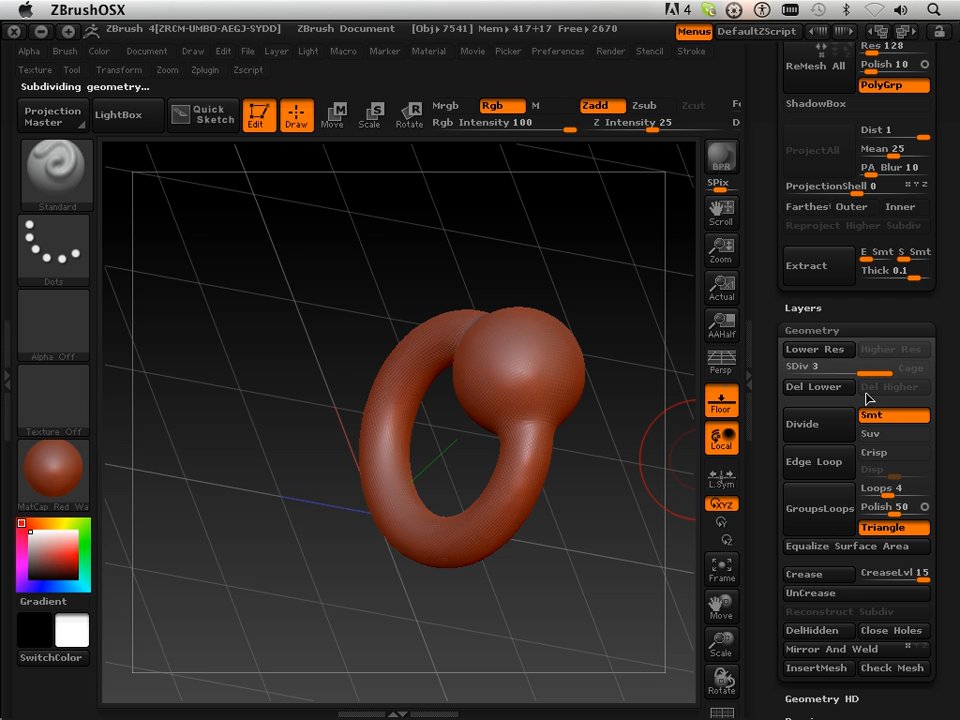 ZBrushOSX
4
ZBrush 4[ZRCM-UMBO-AEGJ-SYDD] ZBrush Document [Obj▸7541] Mem▸417+17 Free▸2670 Menus DefaultZScript
Alpha Brush Color Document Draw Edit File Layer Light Macro Marker Material Movie Picker Preferences Render Stencil Stroke
Texture Tool Transform Zoom Zplugin Zscript
Subdividing geometry...
Projection Master
LightBox
Quick Sketch
Edit
Draw
Move
Scale
Rotate
Mrgb Rgb M Zadd Zsub Zcut
Rgb Intensity 100 Z Intensity 25
Standard
Dots
Alpha Off
Texture Off
MatCap Red Wa
Gradient
SwitchColor
BPR
SPix
Scroll
Zoom
Actual
AAHalf
Persp
Floor
Local
L.Sym
XYZ
Frame
Move
Scale
Rotate
Res 128
ReMesh All
Polish 10
PolyGrp
ShadowBox
Dist 1
ProjectAll
Mean 25
PA Blur 10
ProjectionShell 0
Farthest Outer Inner
Reproject Higher Subdiv
Extract
E Smt S Smt
Thick 0.1
Layers
Geometry
Lower Res Higher Res
SDiv 3 Cage
Del Lower Del Higher
Divide
Smt
Suv
Edge Loop
Crisp
Disp
GroupsLoops
Loops 4
Polish 50
Triangle
Equalize Surface Area
Crease CreaseLvl 15
UnCrease
Reconstruct Subdiv
DelHidden Close Holes
Mirror And Weld
InsertMesh Check Mesh
Geometry HD